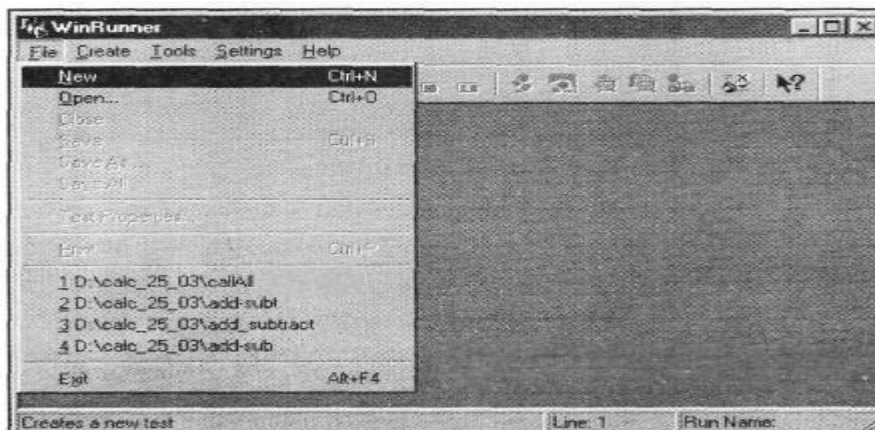 WinRunner
File Create Tools Settings Help
New Ctrl+N
Open... Ctrl+O
Close
Save Ctrl+S
Save As ...
Save All
Test Properties...
Print... Ctrl+P
1 D:\calc_25_03\callAll
2 D:\calc_25_03\add-subt
3 D:\calc_25_03\add_subtract
4 D:\calc_25_03\add-sub
Exit Alt+F4
Creates a new test Line: 1 Run Name: